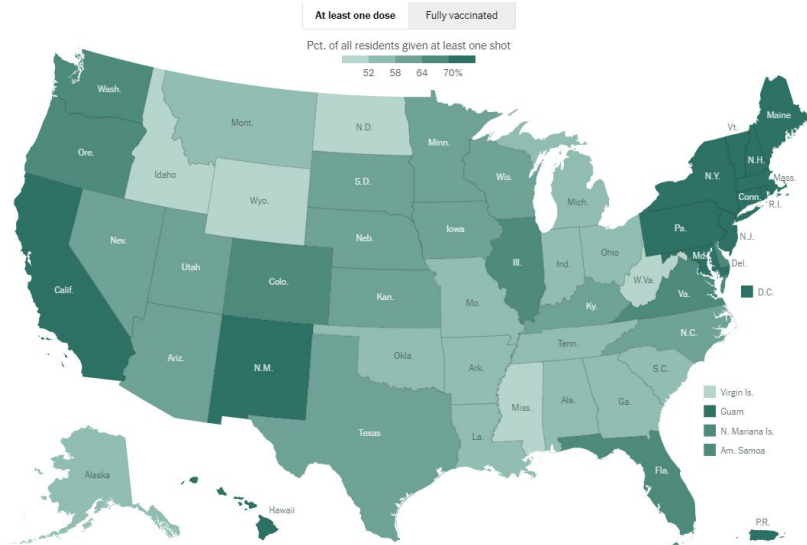 At least one dose
Fully vaccinated
Pct. of all residents given at least one shot
52 58 64 70%
Wash.
Ore.
Calif.
Nev.
Idaho
Mont.
Wyo.
Utah
Ariz.
Colo.
N.M.
N.D.
S.D.
Neb.
Kan.
Okla.
Texas
Minn.
Iowa
Mo.
Ark.
La.
Wis.
Ill.
Mich.
Ind.
Ohio
Ky.
Tenn.
Miss.
Ala.
Ga.
Fla.
S.C.
N.C.
Va.
W.Va.
Md.
Del.
D.C.
Pa.
N.J.
N.Y.
Conn.
R.I.
Mass.
Vt.
N.H.
Maine
Alaska
Hawaii
Virgin Is.
Guam
N. Mariana Is.
Am. Samoa
P.R.